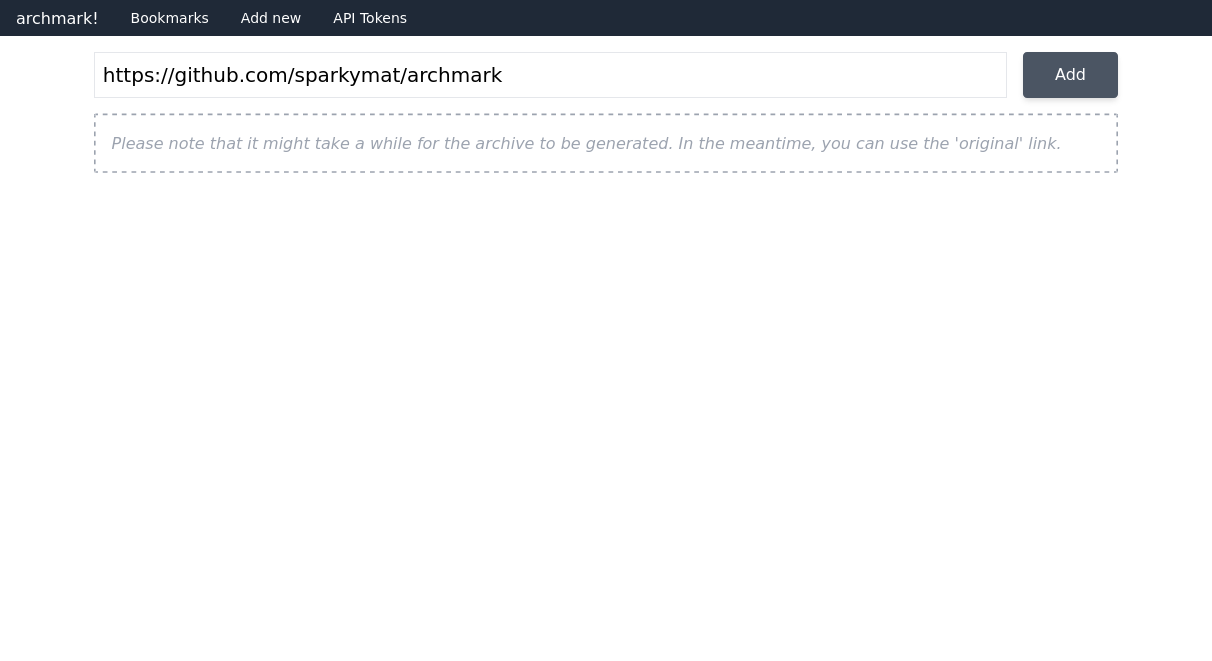 archmark! Bookmarks Add new API Tokens
https://github.com/sparkymat/archmark Add
Please note that it might take a while for the archive to be generated. In the meantime, you can use the 'original' link.